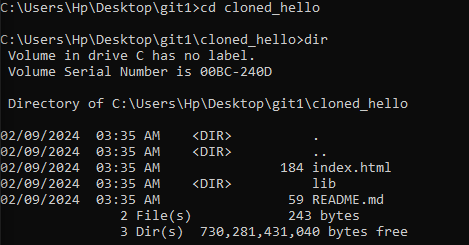 C:\Users\Hp\Desktop\git1>cd cloned_hello
C:\Users\Hp\Desktop\git1\cloned_hello>dir
 Volume in drive C has no label.
 Volume Serial Number is 00BC-240D
 Directory of C:\Users\Hp\Desktop\git1\cloned_hello
02/09/2024  03:35 AM    <DIR>          .
02/09/2024  03:35 AM    <DIR>          ..
02/09/2024  03:35 AM               184 index.html
02/09/2024  03:35 AM    <DIR>          lib
02/09/2024  03:35 AM                59 README.md
               2 File(s)            243 bytes
               3 Dir(s)  730,281,431,040 bytes free